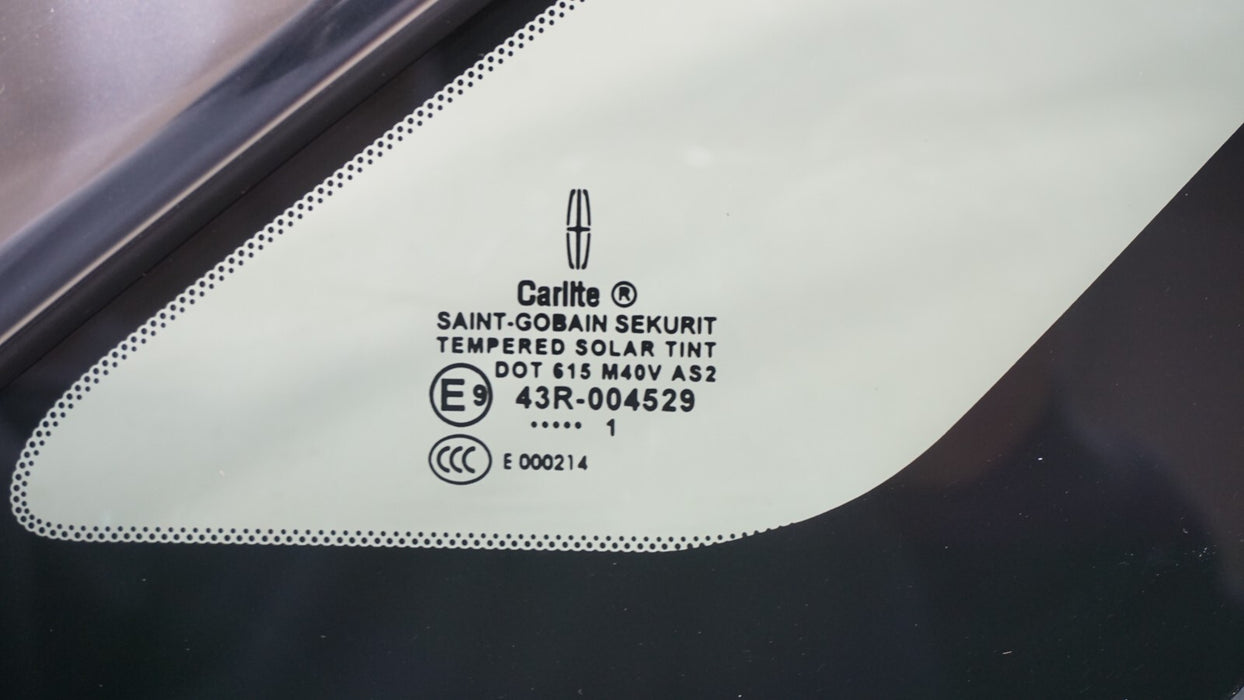 Carlite ®
SAINT-GOBAIN SEKURIT
TEMPERED SOLAR TINT
DOT 615 M40V AS2
E9 43R-004529
..... 1
CCC E 000214